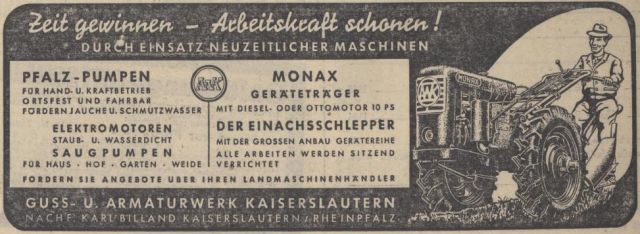 Zeit gewinnen – Arbeitskraft schonen!
DURCH EINSATZ NEUZEITLICHER MASCHINEN
PFALZ-PUMPEN
FÜR HAND- U. KRAFTBETRIEB
ORTSFEST UND FAHRBAR
FÖRDERN JAUCHE U. SCHMUTZWASSER
ELEKTROMOTOREN
STAUB- U. WASSERDICHT
SAUGPUMPEN
FÜR HAUS · HOF · GARTEN · WEIDE
AWK
MONAX
GERÄTETRÄGER
MIT DIESEL- ODER OTTOMOTOR 10 PS
DER EINACHSSCHLEPPER
MIT DER GROSSEN ANBAU GERÄTEREIHE
ALLE ARBEITEN WERDEN SITZEND
VERRICHTET
FORDERN SIE ANGEBOTE ÜBER IHREN LANDMASCHINENHÄNDLER
GUSS- U. ARMATURWERK KAISERSLAUTERN
NACHF. KARL BILLAND KAISERSLAUTERN/RHEINPFALZ
MONAX
AWK